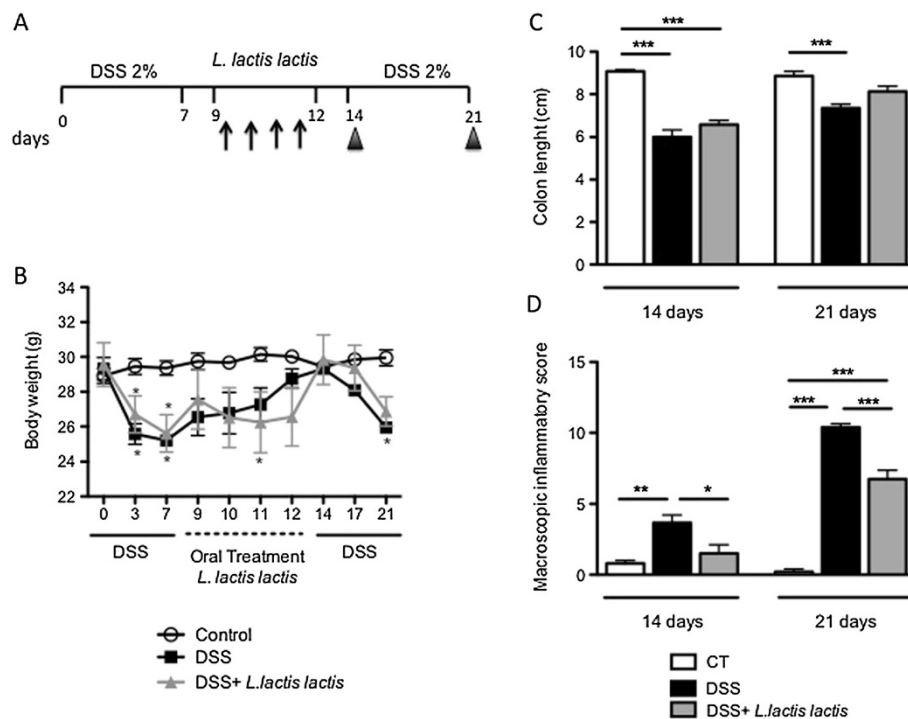 A
DSS 2%
L. lactis lactis
DSS 2%
days
0 7 9 12 14 21
B
Body weight (g)
34
32
30
28
26
24
22
* * * * * *
0 3 7 9 10 11 12 14 17 21
DSS
Oral Treatment
L. lactis lactis
DSS
Control
DSS
DSS+ L.lactis lactis
C
Colon lenght (cm)
10
8
6
4
2
0
*** *** ***
14 days
21 days
D
Macroscopic inflammatory score
15
10
5
0
** * *** *** ***
14 days
21 days
CT
DSS
DSS+ L.lactis lactis